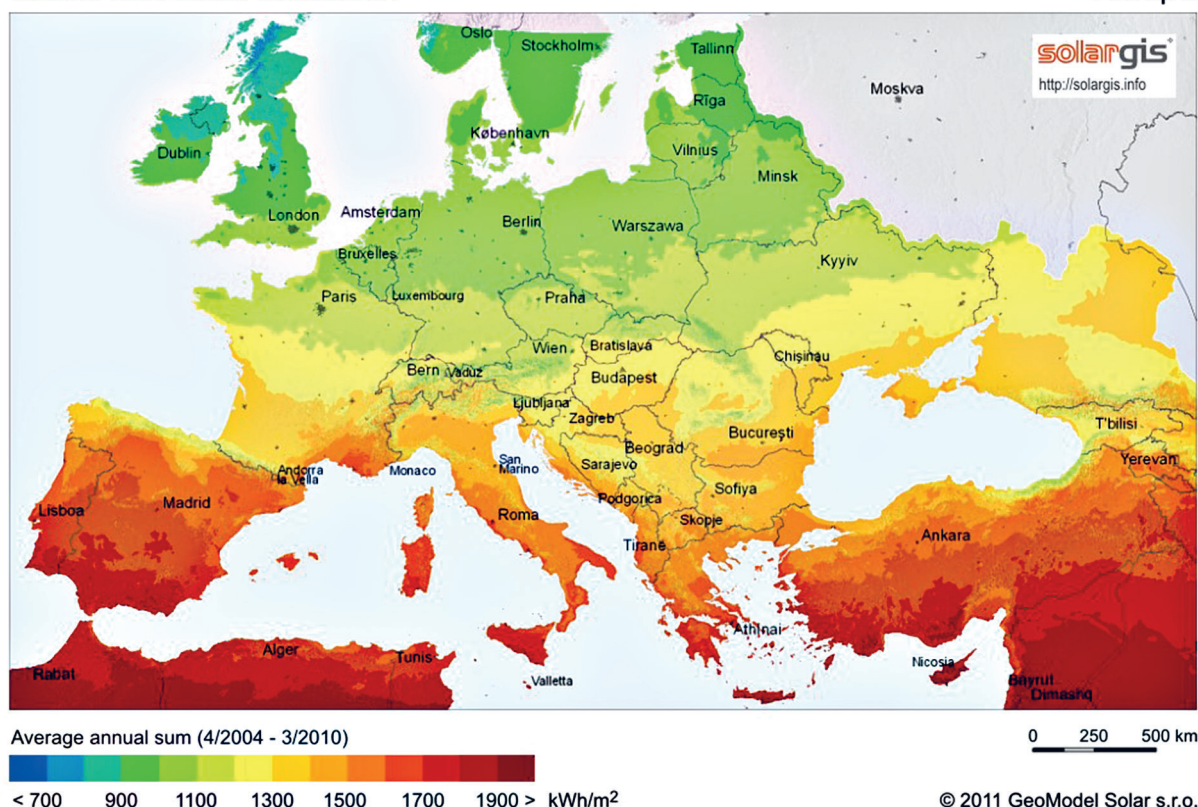 Oslo
Stockholm
Tallinn
solargis
http://solargis.info
Moskva
Rīga
København
Vilnius
Dublin
Minsk
London
Amsterdam
Berlin
Warszawa
Bruxelles
Kyyiv
Paris
Luxembourg
Praha
Wien
Bratislava
Chişinău
Bern
Vaduz
Budapest
Ljubljana
Zagreb
T'bilisi
Beograd
Bucureşti
Yerevan
Andorra
la Vella
Monaco
San
Marino
Sarajevo
Lisboa
Madrid
Podgorica
Sofiya
Roma
Skopje
Tiranë
Ankara
Athínai
Alger
Tunis
Nicosia
Rabat
Valletta
Bayrut
Dimashq
Average annual sum (4/2004 - 3/2010)
0 250 500 km
< 700 900 1100 1300 1500 1700 1900 > kWh/m²
© 2011 GeoModel Solar s.r.o.